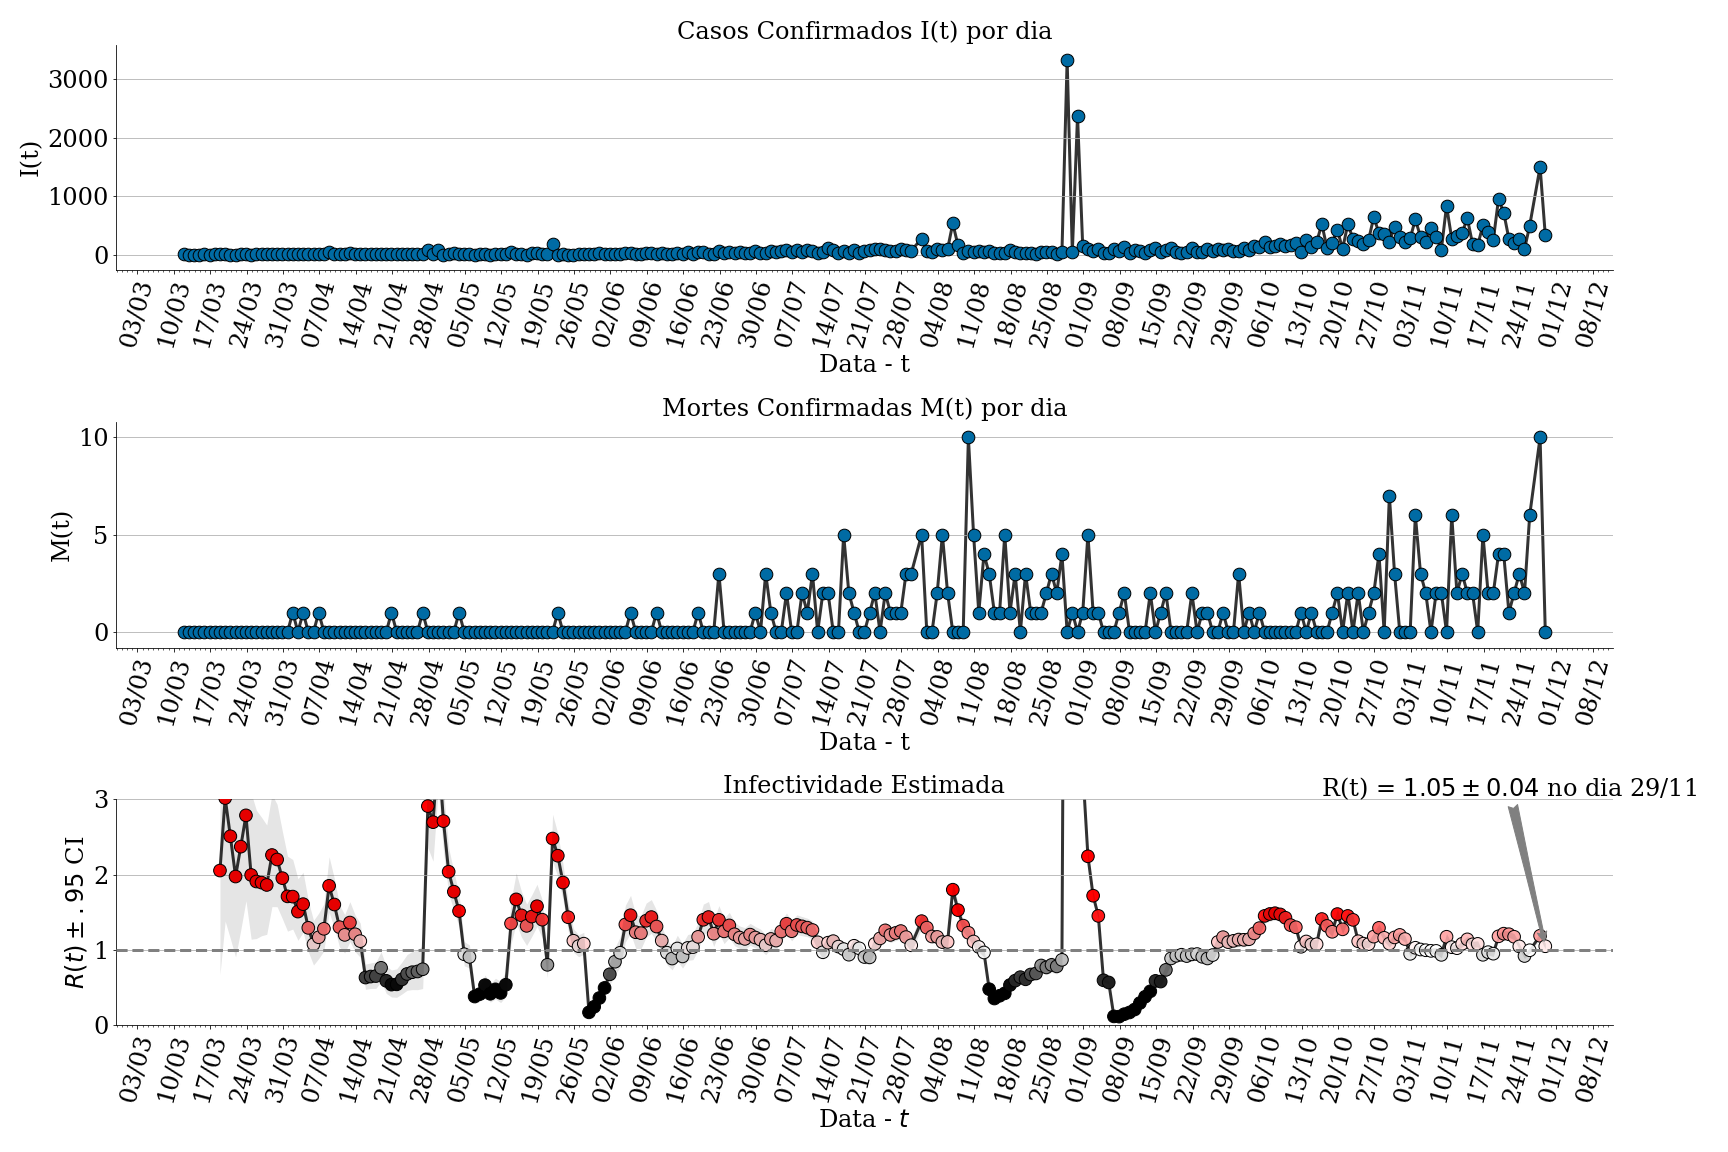 Casos Confirmados I(t) por dia
I(t)
3000
2000
1000
0
03/03 10/03 17/03 24/03 31/03 07/04 14/04 21/04 28/04 05/05 12/05 19/05 26/05 02/06 09/06 16/06 23/06 30/06 07/07 14/07 21/07 28/07 04/08 11/08 18/08 25/08 01/09 08/09 15/09 22/09 29/09 06/10 13/10 20/10 27/10 03/11 10/11 17/11 24/11 01/12 08/12
Data - t
Mortes Confirmadas M(t) por dia
M(t)
10
5
0
03/03 10/03 17/03 24/03 31/03 07/04 14/04 21/04 28/04 05/05 12/05 19/05 26/05 02/06 09/06 16/06 23/06 30/06 07/07 14/07 21/07 28/07 04/08 11/08 18/08 25/08 01/09 08/09 15/09 22/09 29/09 06/10 13/10 20/10 27/10 03/11 10/11 17/11 24/11 01/12 08/12
Data - t
Infectividade Estimada
R(t) = 1.05 ± 0.04 no dia 29/11
R(t) ± .95 CI
3
2
1
0
03/03 10/03 17/03 24/03 31/03 07/04 14/04 21/04 28/04 05/05 12/05 19/05 26/05 02/06 09/06 16/06 23/06 30/06 07/07 14/07 21/07 28/07 04/08 11/08 18/08 25/08 01/09 08/09 15/09 22/09 29/09 06/10 13/10 20/10 27/10 03/11 10/11 17/11 24/11 01/12 08/12
Data - t